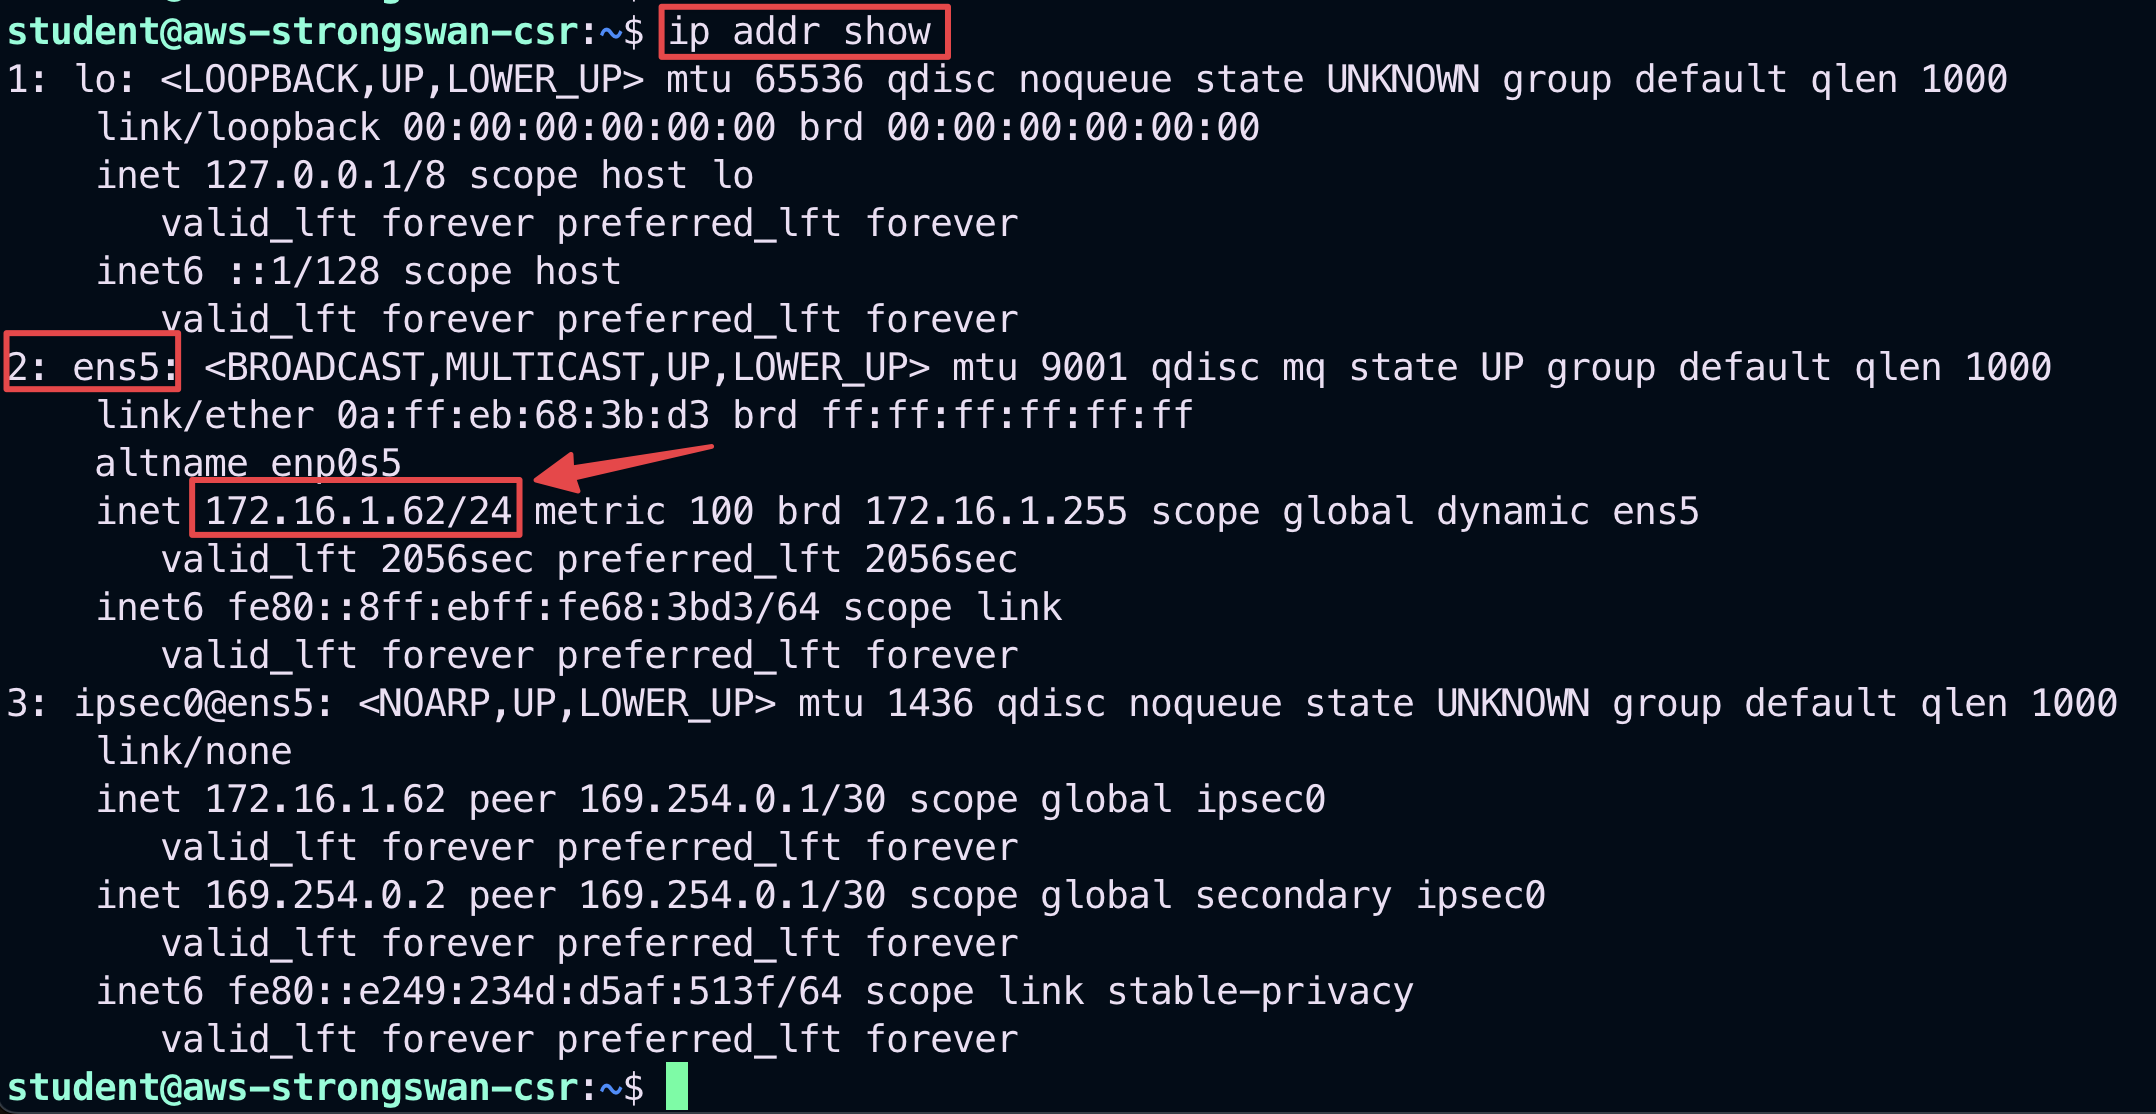 student@aws-strongswan-csr:~$ ip addr show
1: lo: <LOOPBACK,UP,LOWER_UP> mtu 65536 qdisc noqueue state UNKNOWN group default qlen 1000
    link/loopback 00:00:00:00:00:00 brd 00:00:00:00:00:00
    inet 127.0.0.1/8 scope host lo
       valid_lft forever preferred_lft forever
    inet6 ::1/128 scope host
       valid_lft forever preferred_lft forever
2: ens5: <BROADCAST,MULTICAST,UP,LOWER_UP> mtu 9001 qdisc mq state UP group default qlen 1000
    link/ether 0a:ff:eb:68:3b:d3 brd ff:ff:ff:ff:ff:ff
    altname enp0s5
    inet 172.16.1.62/24 metric 100 brd 172.16.1.255 scope global dynamic ens5
       valid_lft 2056sec preferred_lft 2056sec
    inet6 fe80::8ff:ebff:fe68:3bd3/64 scope link
       valid_lft forever preferred_lft forever
3: ipsec0@ens5: <NOARP,UP,LOWER_UP> mtu 1436 qdisc noqueue state UNKNOWN group default qlen 1000
    link/none
    inet 172.16.1.62 peer 169.254.0.1/30 scope global ipsec0
       valid_lft forever preferred_lft forever
    inet 169.254.0.2 peer 169.254.0.1/30 scope global secondary ipsec0
       valid_lft forever preferred_lft forever
    inet6 fe80::e249:234d:d5af:513f/64 scope link stable-privacy
       valid_lft forever preferred_lft forever
student@aws-strongswan-csr:~$